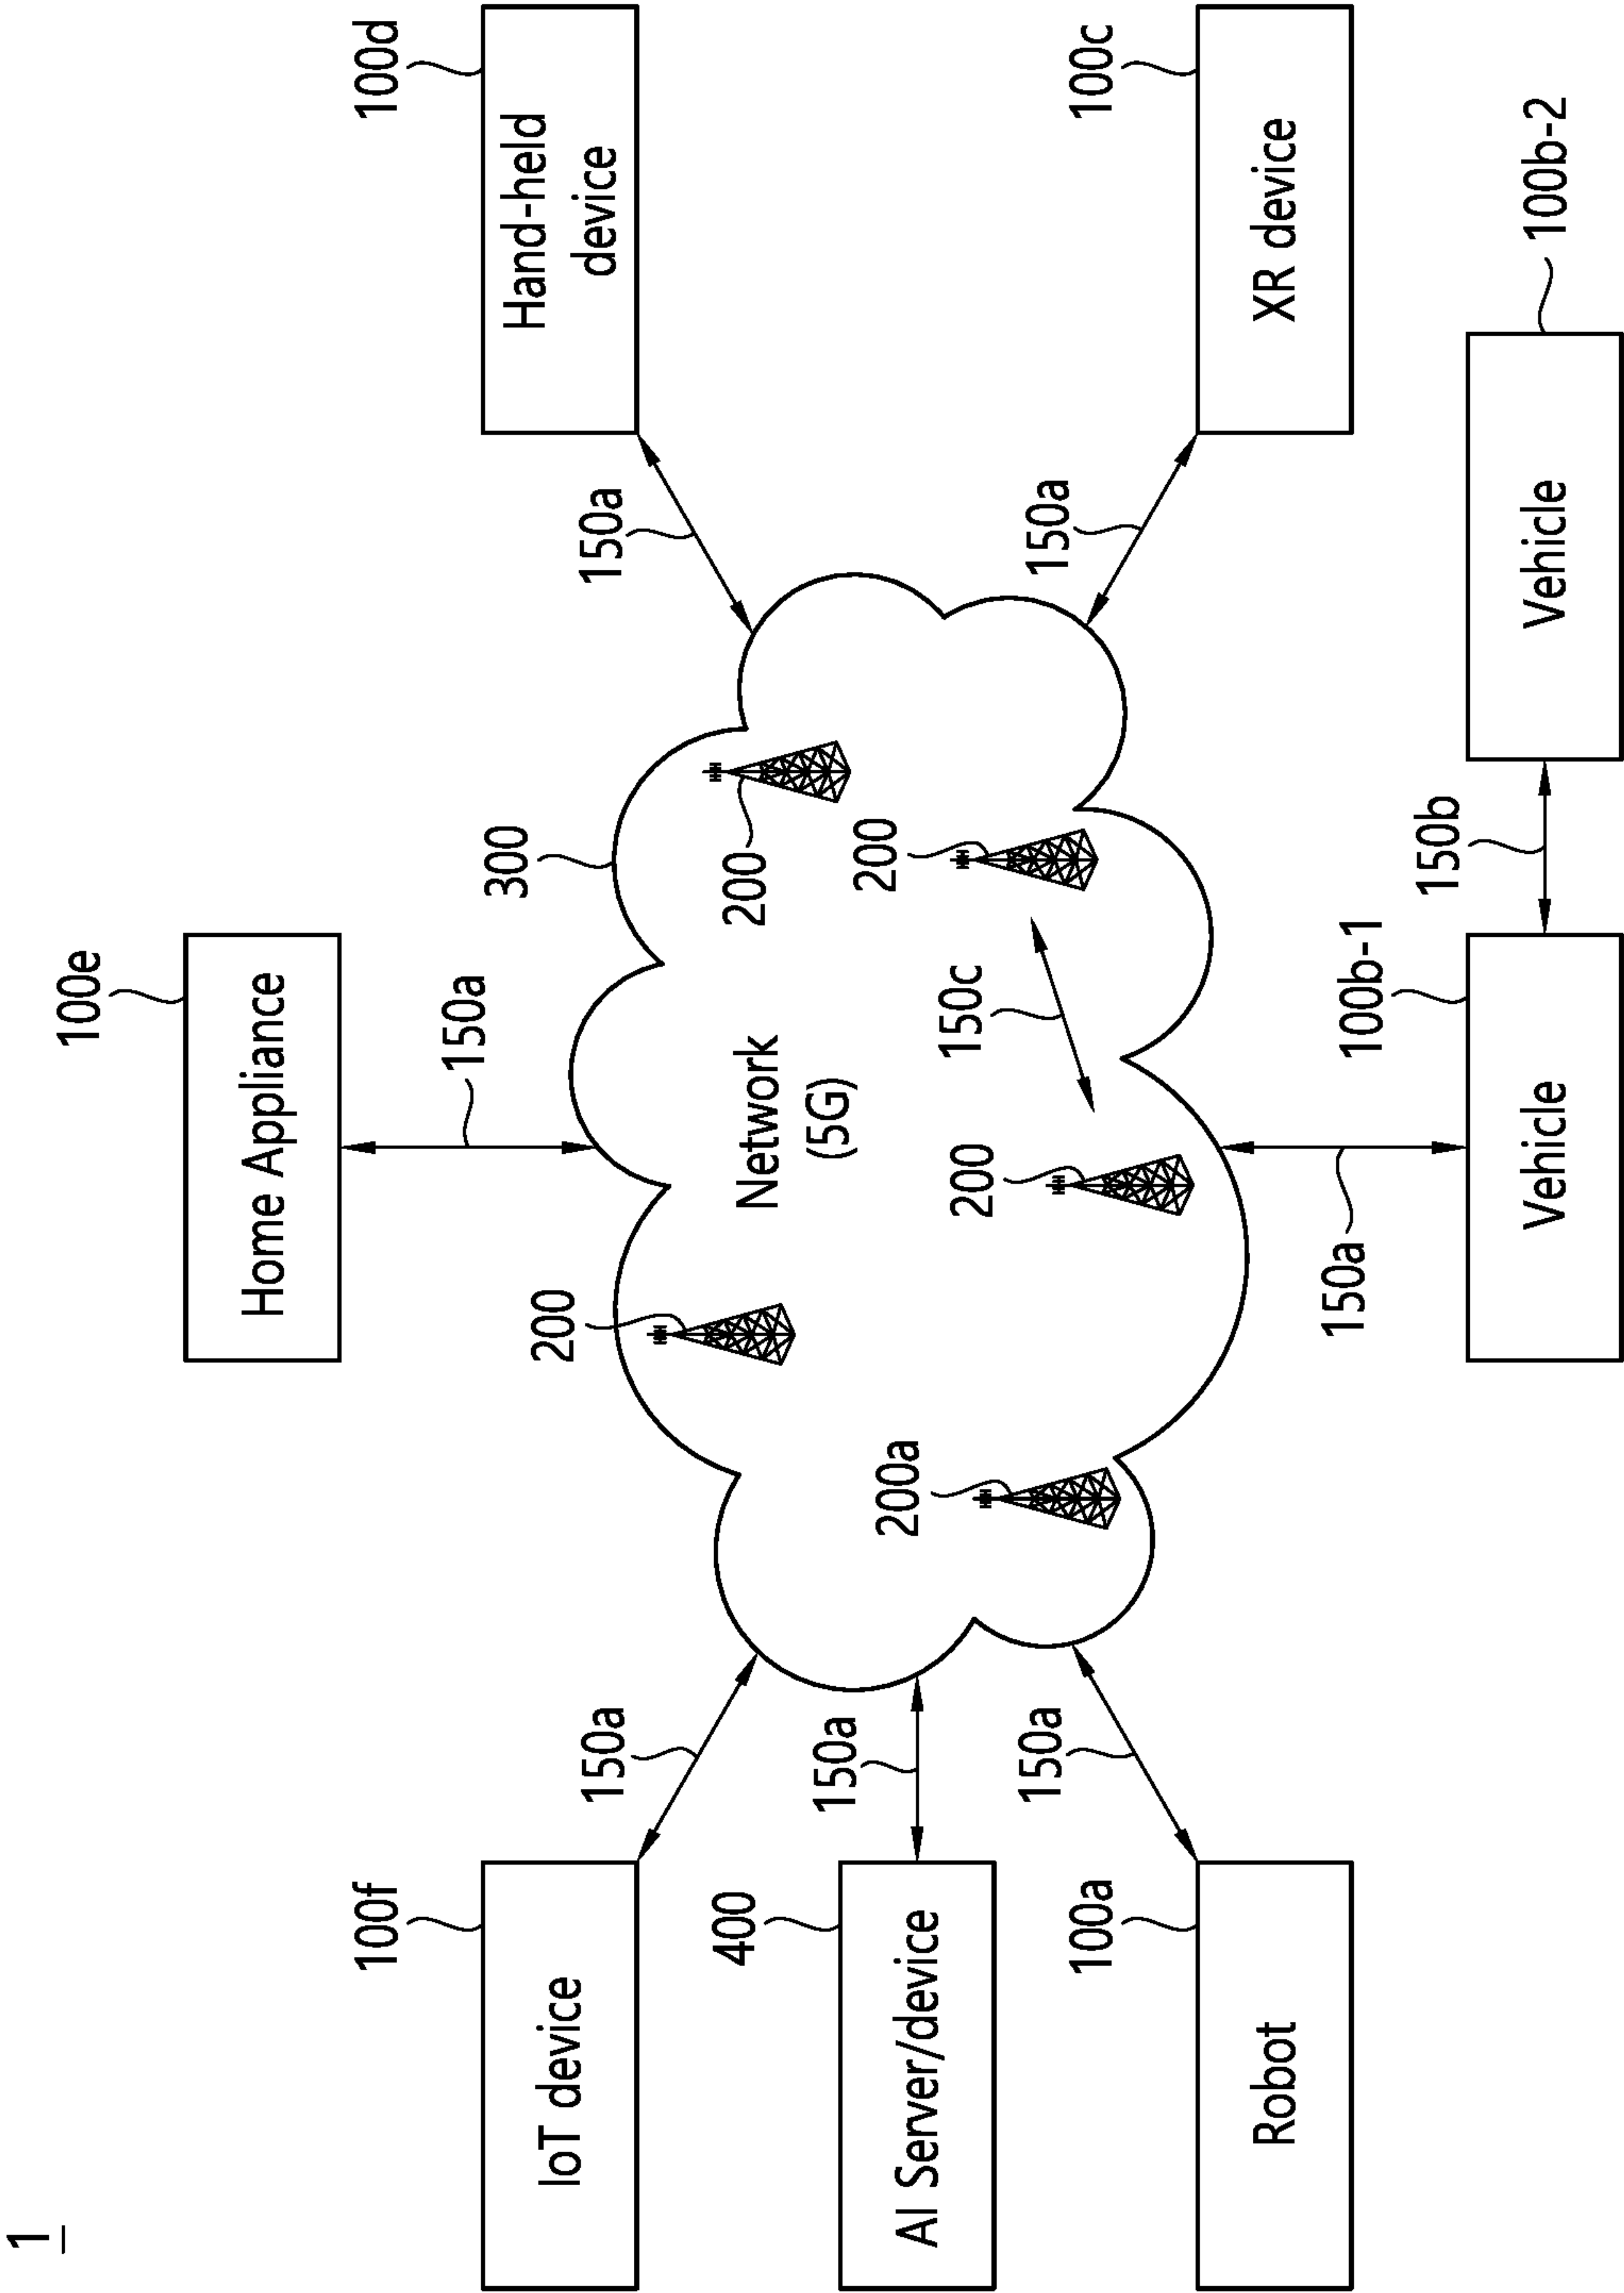 1
100e
Home Appliance
150a
100f
IoT device
150a
300
150a
100d
Hand-held
device
200
200
Network
(5G)
400
AI Server/device
150a
200a
200
150c
200
100a
Robot
150a
150a
100c
XR device
150a
100b-1
Vehicle
150b
100b-2
Vehicle